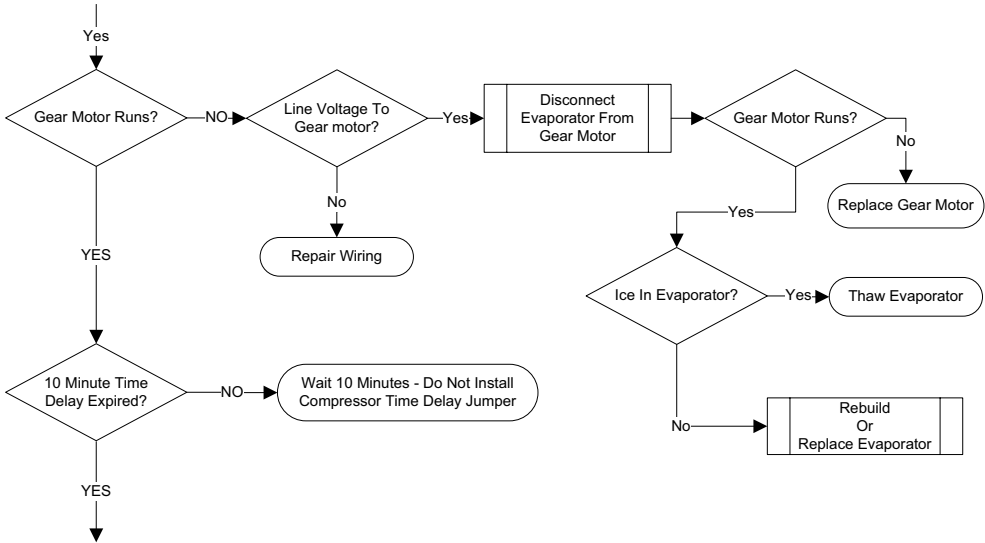 Yes
Gear Motor Runs?
NO
Line Voltage To
Gear motor?
Yes
Disconnect
Evaporator From
Gear Motor
Gear Motor Runs?
No
Replace Gear Motor
No
Repair Wiring
Yes
YES
Ice In Evaporator?
Yes
Thaw Evaporator
10 Minute Time
Delay Expired?
NO
Wait 10 Minutes - Do Not Install
Compressor Time Delay Jumper
No
Rebuild
Or
Replace Evaporator
YES